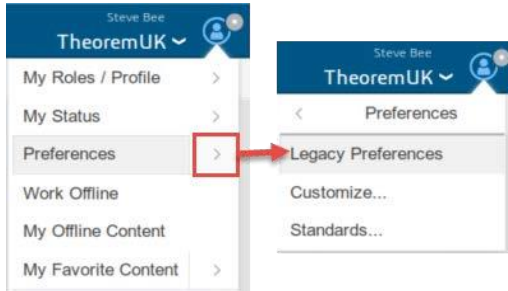 Steve Bee
TheoremUK
My Roles / Profile
My Status
Preferences
Work Offline
My Offline Content
My Favorite Content
Steve Bee
TheoremUK
Preferences
Legacy Preferences
Customize...
Standards...